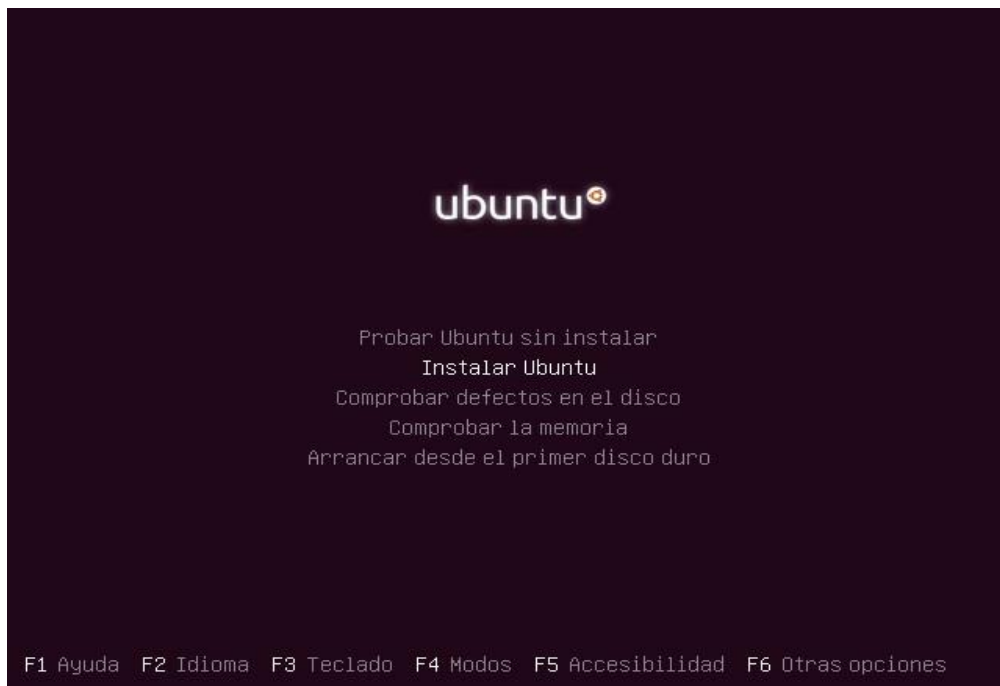 ubuntu
Probar Ubuntu sin instalar
Instalar Ubuntu
Comprobar defectos en el disco
Comprobar la memoria
Arrancar desde el primer disco duro
F1 Ayuda F2 Idioma F3 Teclado F4 Modos F5 Accesibilidad F6 Otras opciones